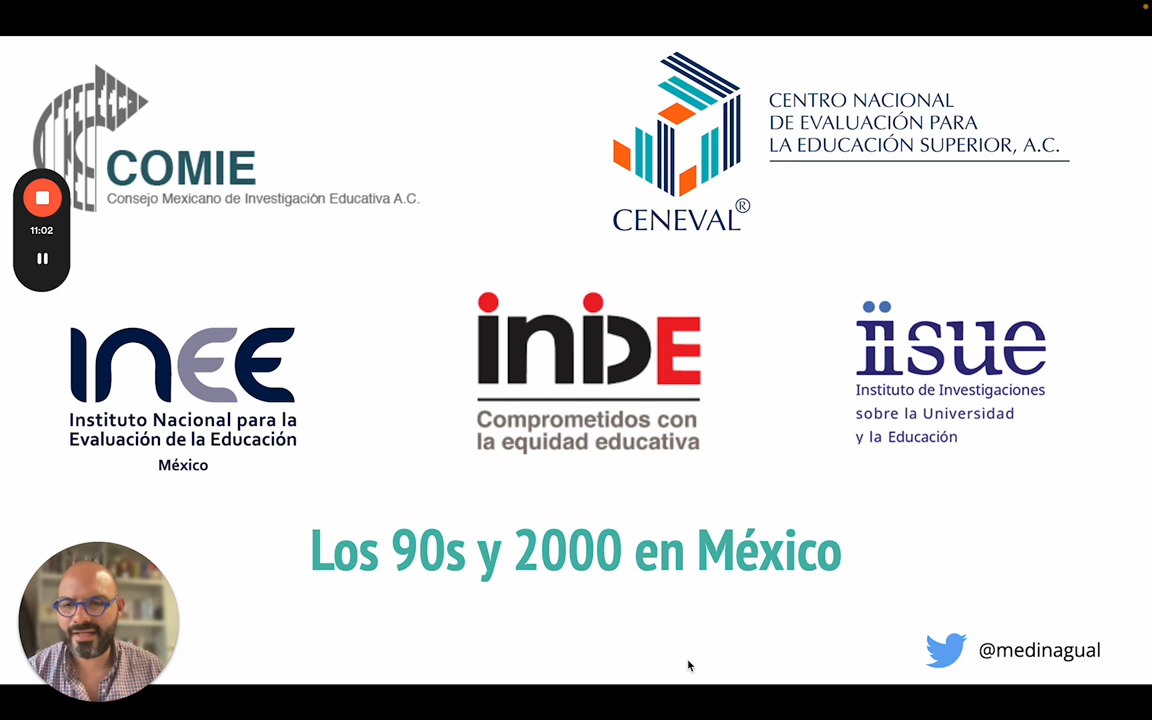 COMIE
Consejo Mexicano de Investigación Educativa A.C.
CENTRO NACIONAL
DE EVALUACIÓN PARA
LA EDUCACIÓN SUPERIOR, A.C.
CENEVAL®
11:02
INEE
Instituto Nacional para la
Evaluación de la Educación
México
iniDE
Comprometidos con
la equidad educativa
iisue
Instituto de Investigaciones
sobre la Universidad
y la Educación
Los 90s y 2000 en México
@medinagual